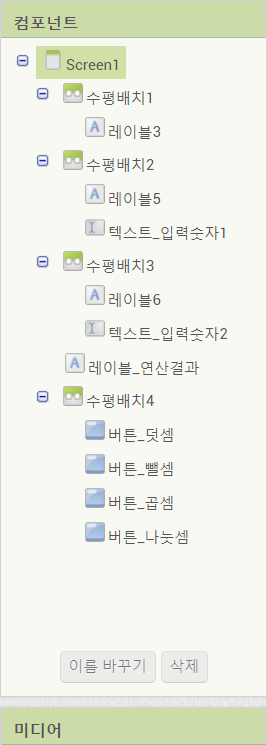 컴포넌트
Screen1
수평배치1
레이블3
수평배치2
레이블5
텍스트_입력숫자1
수평배치3
레이블6
텍스트_입력숫자2
레이블_연산결과
수평배치4
버튼_덧셈
버튼_뺄셈
버튼_곱셈
버튼_나눗셈
이름 바꾸기 삭제
미디어